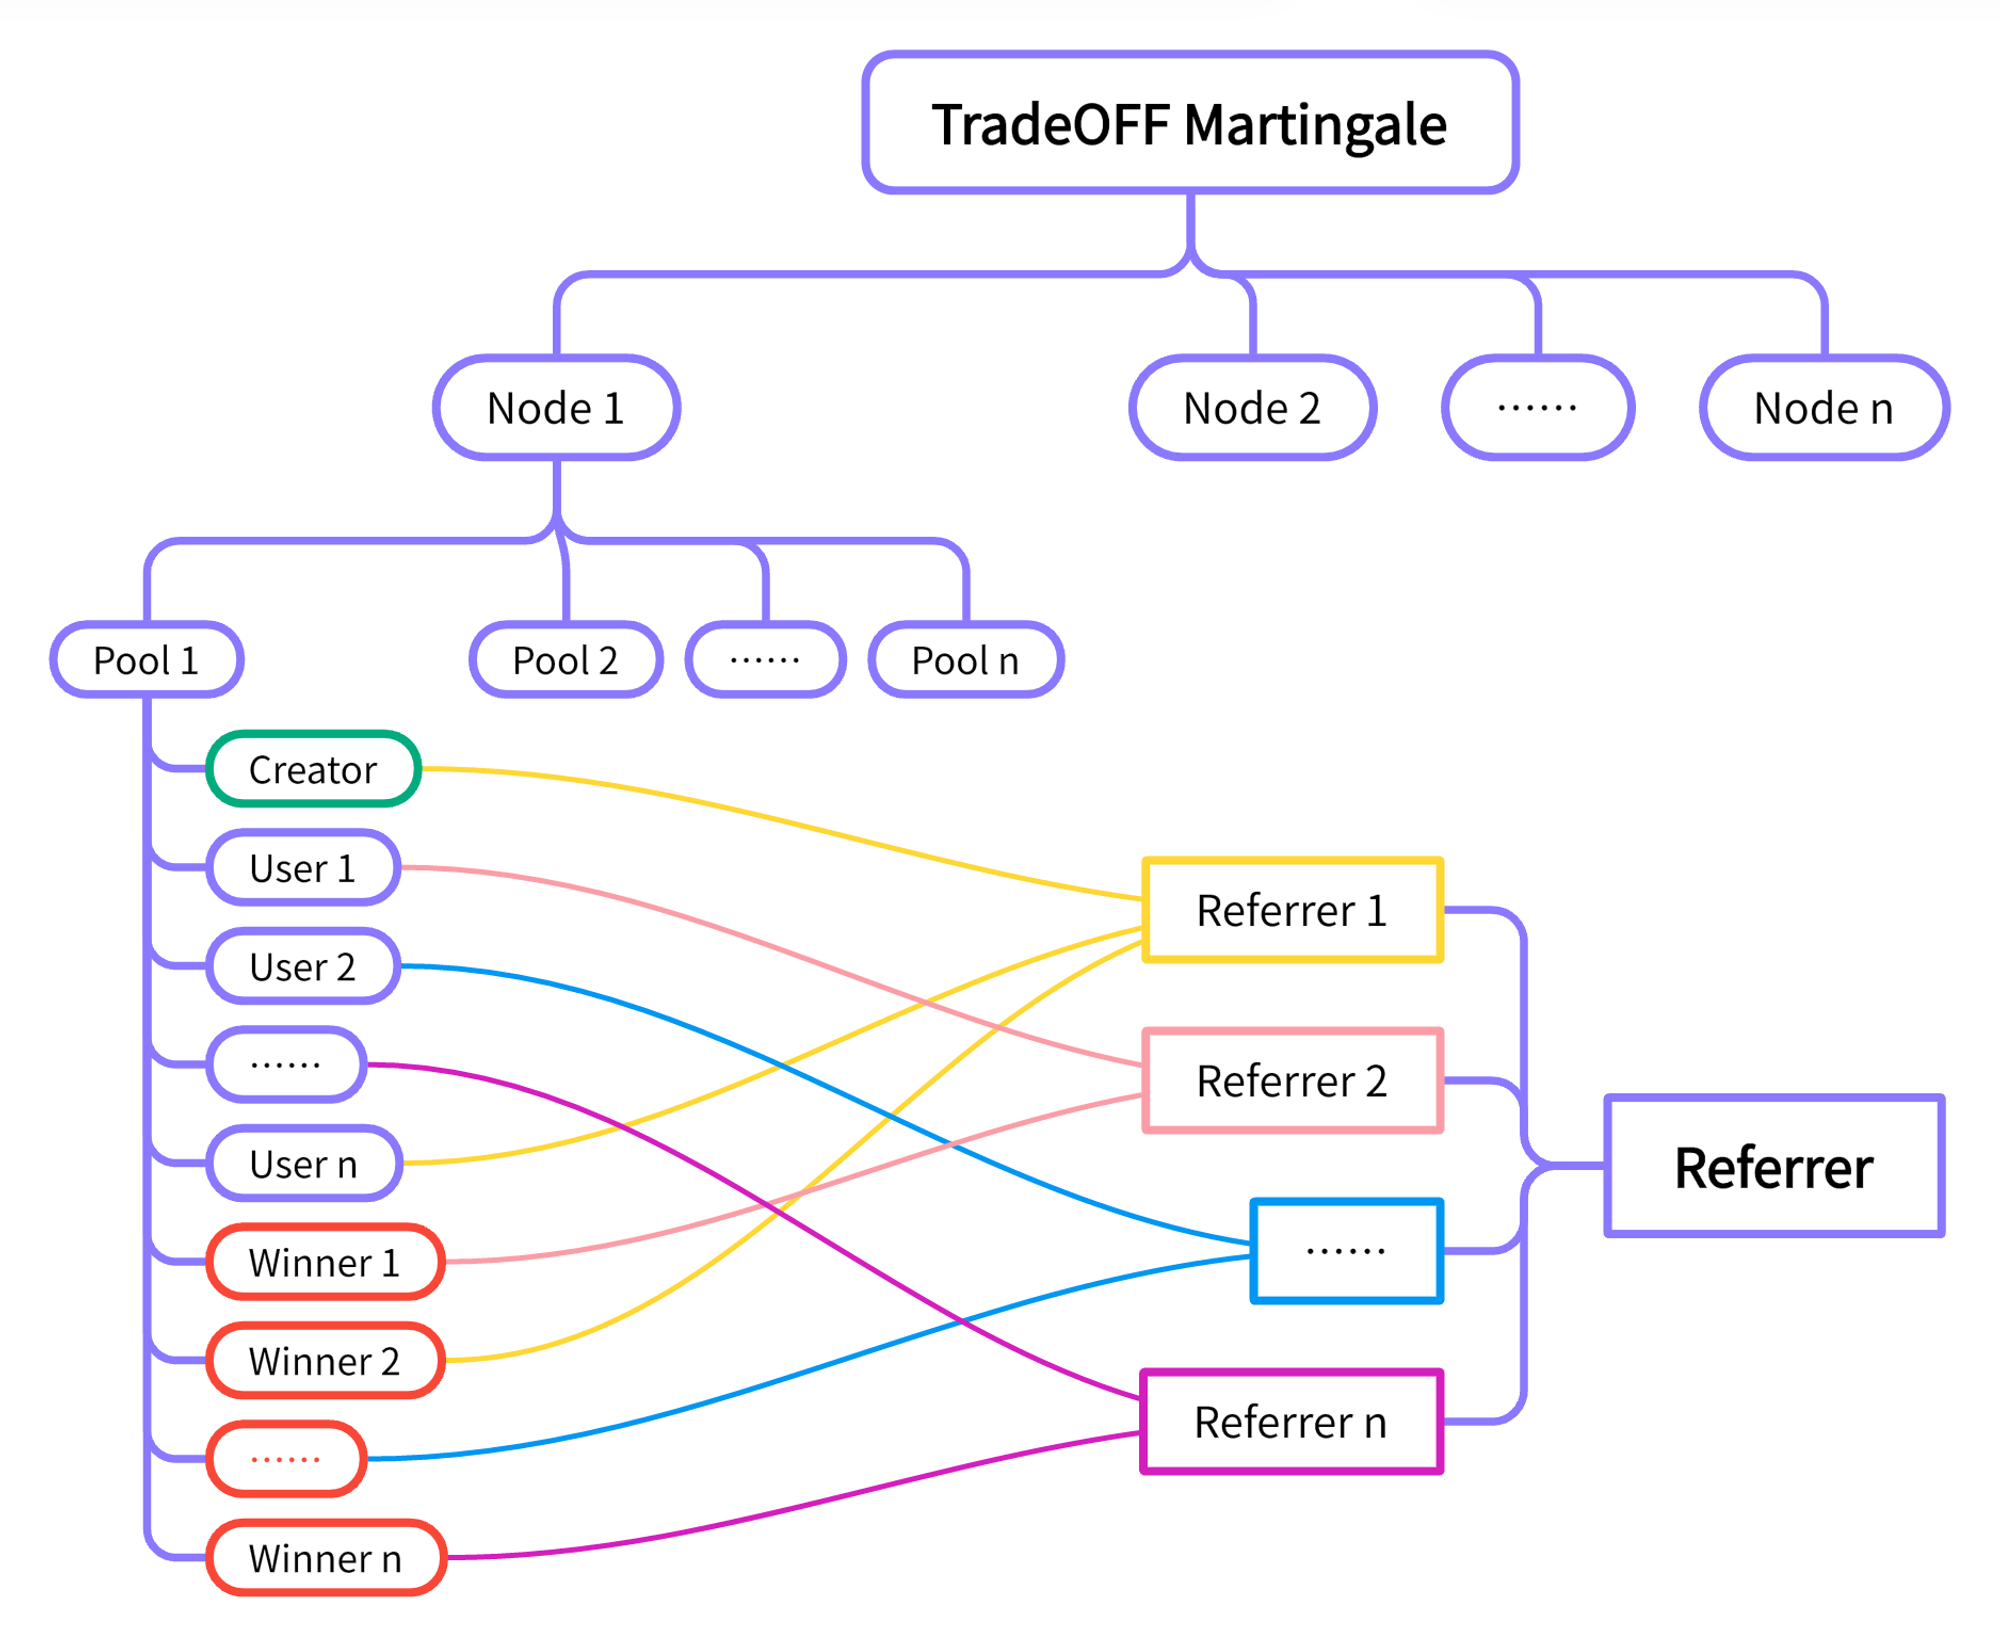 TradeOFF Martingale
Node 1
Node 2
······
Node n
Pool 1
Pool 2
······
Pool n
Creator
User 1
User 2
······
User n
Winner 1
Winner 2
······
Winner n
Referrer 1
Referrer 2
······
Referrer n
Referrer